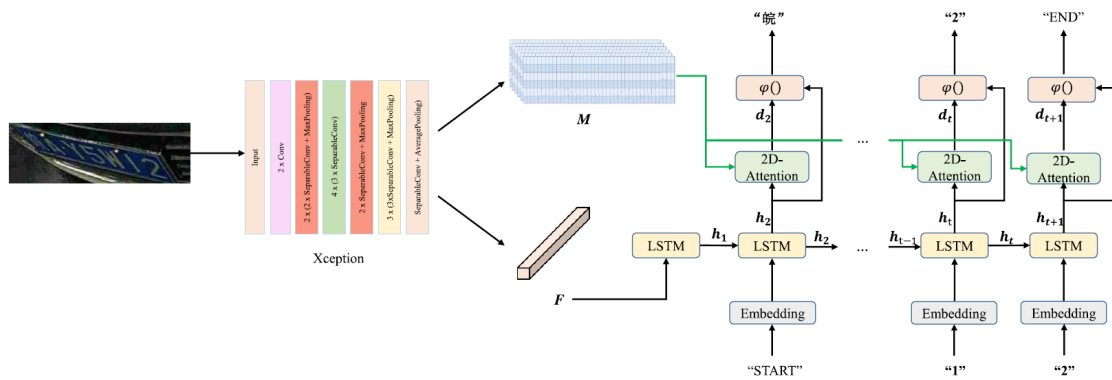 "皖"
"2"
"END"
φ()
φ()
φ()
d2
dt
dt+1
M
...
2D-
Attention
2D-
Attention
2D-
Attention
h2
ht
ht+1
Input
2 x Conv
2 x (2 x SeparableConv + MaxPooling)
4 x (3 x SeparableConv)
2 x SeparableConv + MaxPooling
3 x (3xSeparableConv + MaxPooling)
SeparableConv + AveragePooling)
Xception
F
LSTM
h1
LSTM
h2
...
ht−1
LSTM
ht
LSTM
Embedding
Embedding
Embedding
"START"
"1"
"2"